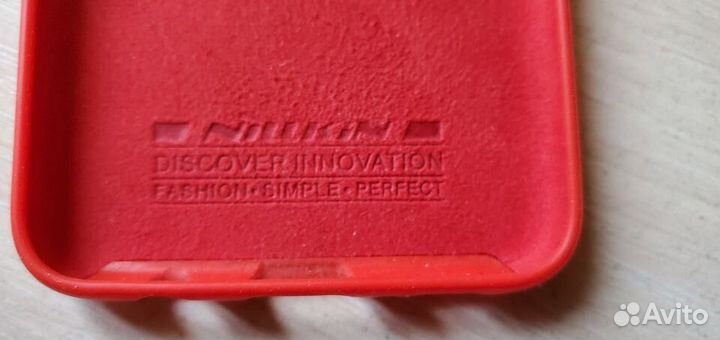 NILLKIN
DISCOVER INNOVATION
FASHION·SIMPLE·PERFECT
Avito